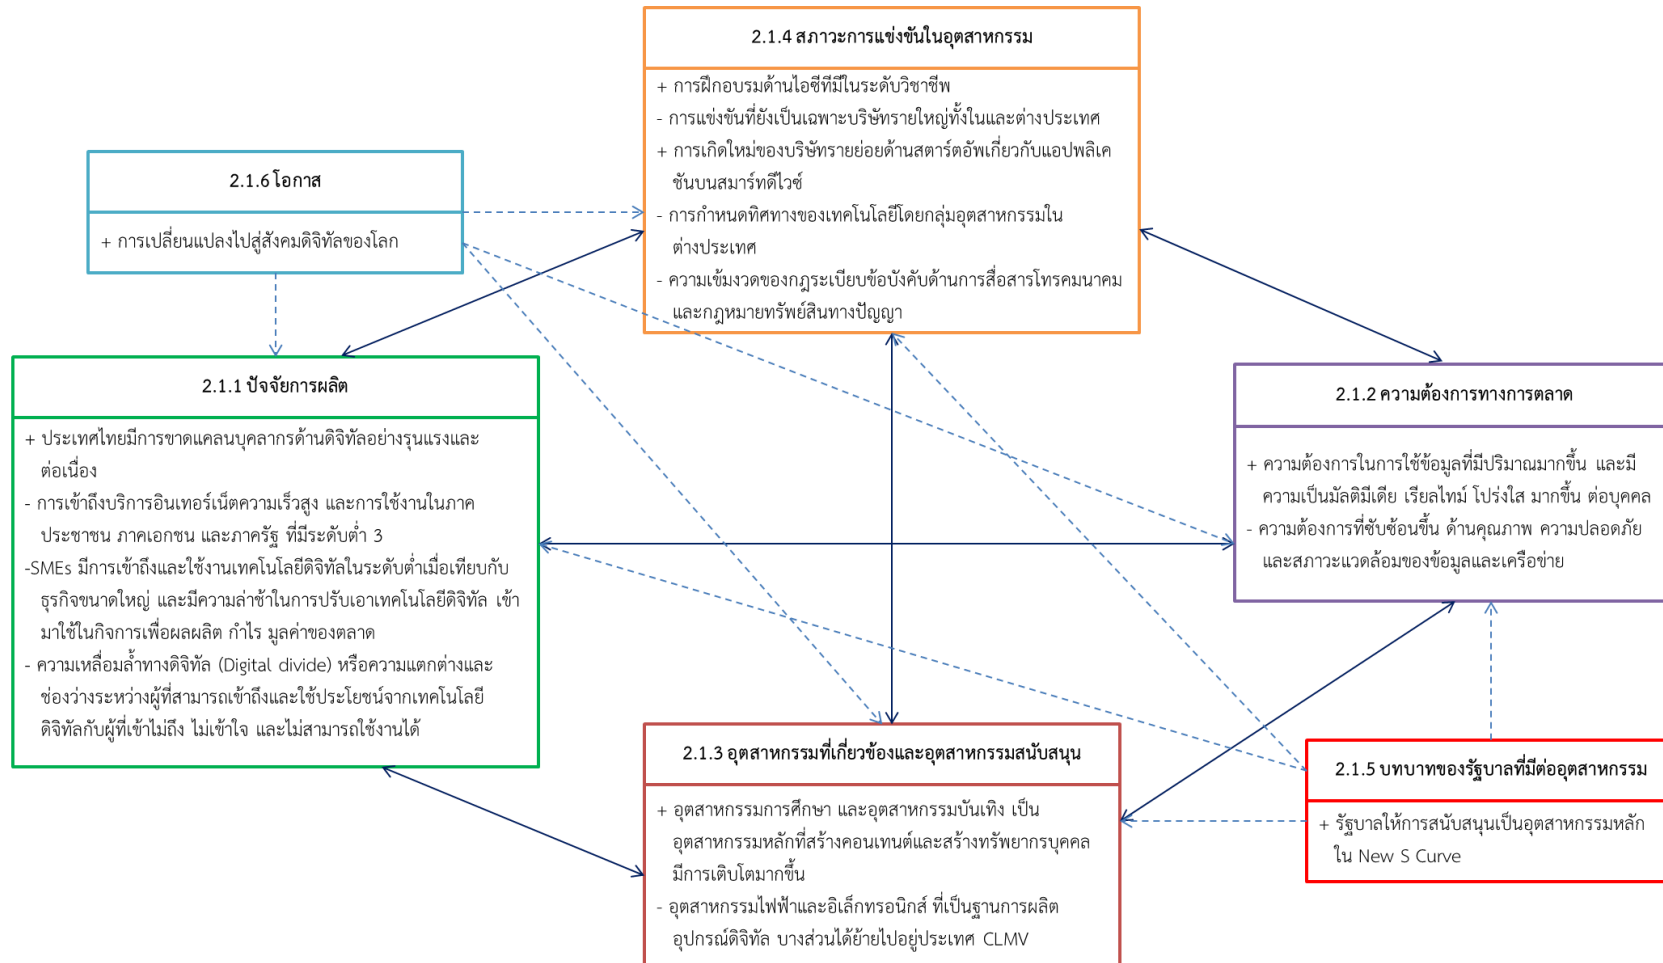 2.1.4 สภาวะการแข่งขันในอุตสาหกรรม
+ การฝึกอบรมด้านไอซีทีมีในระดับวิชาชีพ
- การแข่งขันที่ยังเป็นเฉพาะบริษัทรายใหญ่ทั้งในและต่างประเทศ
+ การเกิดใหม่ของบริษัทรายย่อยด้านสตาร์ตอัพเกี่ยวกับแอปพลิเค
ชันบนสมาร์ทดีไวซ์
- การกำหนดทิศทางของเทคโนโลยีโดยกลุ่มอุตสาหกรรมใน
ต่างประเทศ
- ความเข้มงวดของกฎระเบียบข้อบังคับด้านการสื่อสารโทรคมนาคม
และกฎหมายทรัพย์สินทางปัญญา
2.1.6 โอกาส
+ การเปลี่ยนแปลงไปสู่สังคมดิจิทัลของโลก
2.1.1 ปัจจัยการผลิต
+ ประเทศไทยมีการขาดแคลนบุคลากรด้านดิจิทัลอย่างรุนแรงและ
ต่อเนื่อง
- การเข้าถึงบริการอินเทอร์เน็ตความเร็วสูง และการใช้งานในภาค
ประชาชน ภาคเอกชน และภาครัฐ ที่มีระดับต่ำ 3
-SMEs มีการเข้าถึงและใช้งานเทคโนโลยีดิจิทัลในระดับต่ำเมื่อเทียบกับ
ธุรกิจขนาดใหญ่ และมีความล่าช้าในการปรับเอาเทคโนโลยีดิจิทัล เข้า
มาใช้ในกิจการเพื่อผลผลิต กำไร มูลค่าของตลาด
- ความเหลื่อมล้ำทางดิจิทัล (Digital divide) หรือความแตกต่างและ
ช่องว่างระหว่างผู้ที่สามารถเข้าถึงและใช้ประโยชน์จากเทคโนโลยี
ดิจิทัลกับผู้ที่เข้าไม่ถึง ไม่เข้าใจ และไม่สามารถใช้งานได้
2.1.2 ความต้องการทางการตลาด
+ ความต้องการในการใช้ข้อมูลที่มีปริมาณมากขึ้น และมี
ความเป็นมัลติมีเดีย เรียลไทม์ โปร่งใส มากขึ้น ต่อบุคคล
- ความต้องการที่ซับซ้อนขึ้น ด้านคุณภาพ ความปลอดภัย
และสภาวะแวดล้อมของข้อมูลและเครือข่าย
2.1.3 อุตสาหกรรมที่เกี่ยวข้องและอุตสาหกรรมสนับสนุน
+ อุตสาหกรรมการศึกษา และอุตสาหกรรมบันเทิง เป็น
อุตสาหกรรมหลักที่สร้างคอนเทนต์และสร้างทรัพยากรบุคคล
มีการเติบโตมากขึ้น
- อุตสาหกรรมไฟฟ้าและอิเล็กทรอนิกส์ ที่เป็นฐานการผลิต
อุปกรณ์ดิจิทัล บางส่วนได้ย้ายไปอยู่ประเทศ CLMV
2.1.5 บทบาทของรัฐบาลที่มีต่ออุตสาหกรรม
+ รัฐบาลให้การสนับสนุนเป็นอุตสาหกรรมหลัก
ใน New S Curve